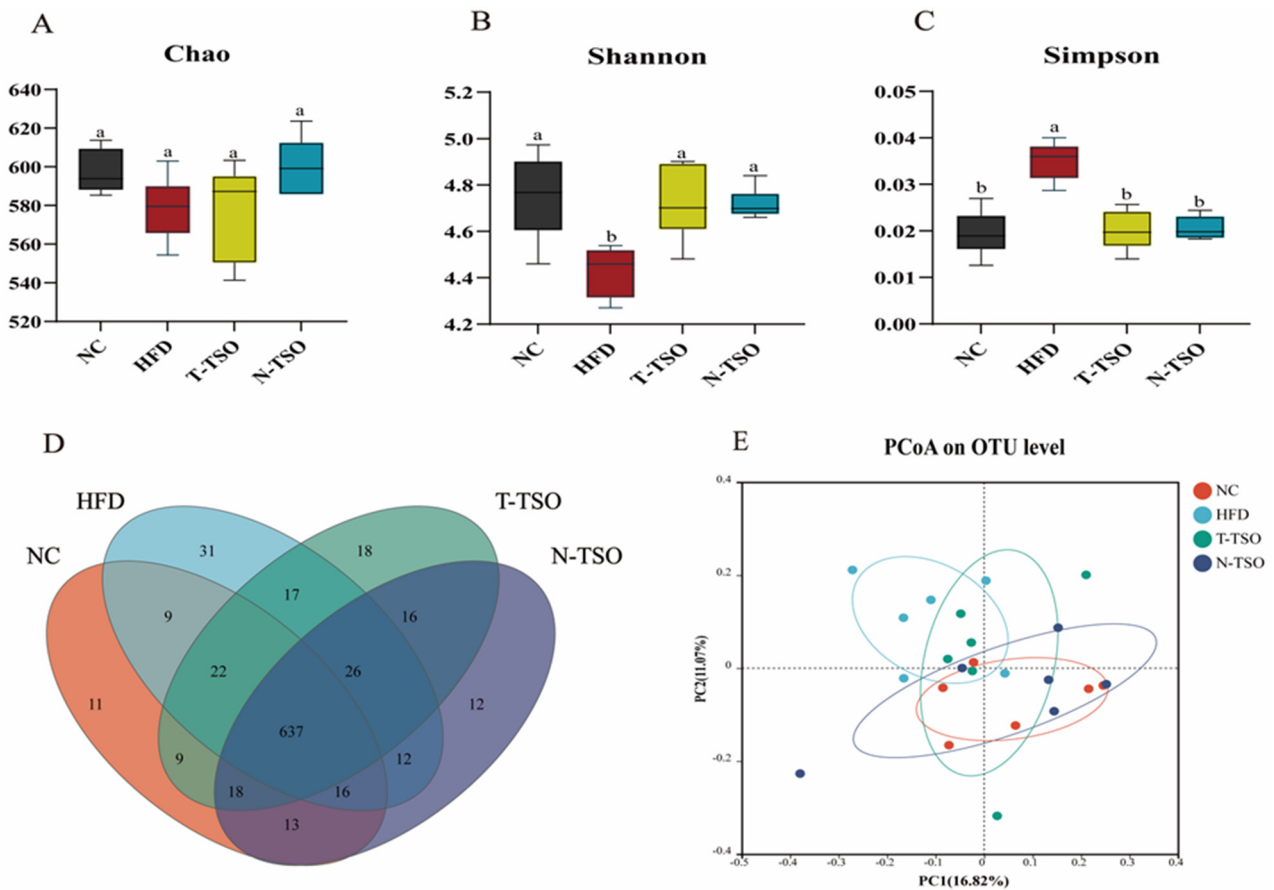 A
Chao
640
620
600
580
560
540
520
a
a
a
a
NC
HFD
T-TSO
N-TSO
B
Shannon
5.2
5.0
4.8
4.6
4.4
4.2
a
b
a
a
NC
HFD
T-TSO
N-TSO
C
Simpson
0.05
0.04
0.03
0.02
0.01
0.00
b
a
b
b
NC
HFD
T-TSO
N-TSO
D
HFD
T-TSO
NC
N-TSO
31
18
17
9
16
22
26
11
12
637
9
12
18
16
13
E
PCoA on OTU level
NC
HFD
T-TSO
N-TSO
PC2(11.07%)
0.4
0.2
0
-0.2
-0.4
-0.5
-0.4
-0.3
-0.2
-0.1
0
0.1
0.2
0.3
0.4
PC1(16.82%)